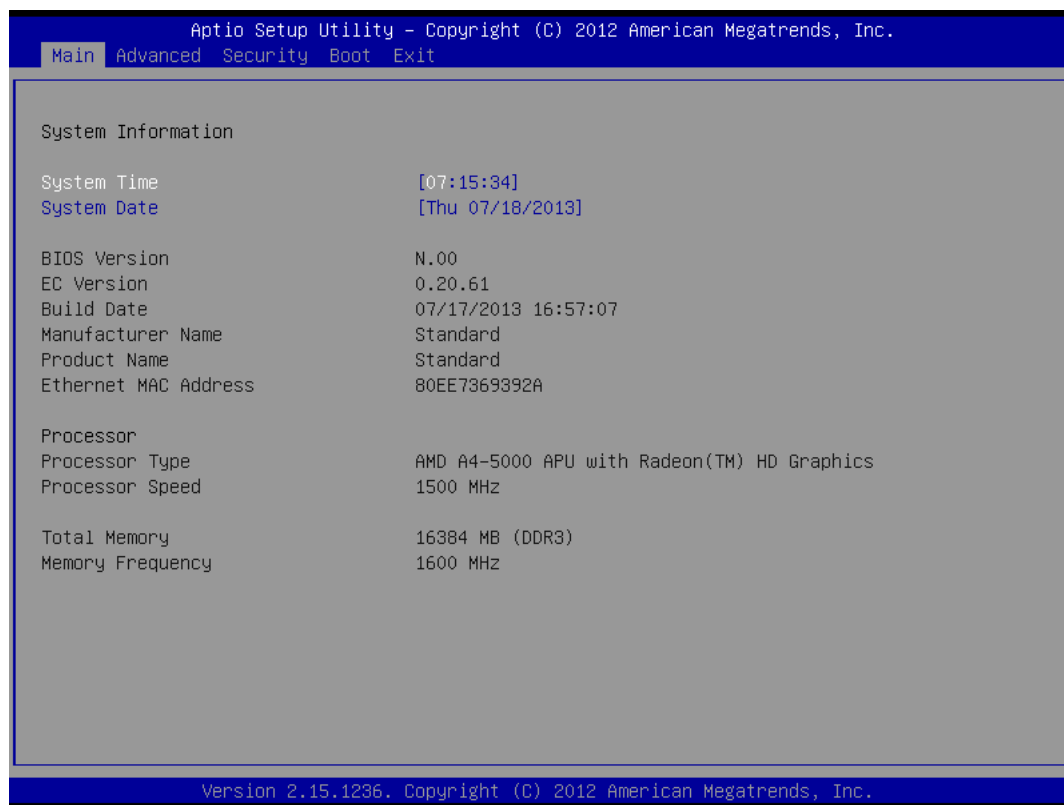 Aptio Setup Utility – Copyright (C) 2012 American Megatrends, Inc.
Main Advanced Security Boot Exit
System Information
System Time [07:15:34]
System Date [Thu 07/18/2013]
BIOS Version N.00
EC Version 0.20.61
Build Date 07/17/2013 16:57:07
Manufacturer Name Standard
Product Name Standard
Ethernet MAC Address 80EE7369392A
Processor
Processor Type AMD A4-5000 APU with Radeon(TM) HD Graphics
Processor Speed 1500 MHz
Total Memory 16384 MB (DDR3)
Memory Frequency 1600 MHz
Version 2.15.1236. Copyright (C) 2012 American Megatrends, Inc.